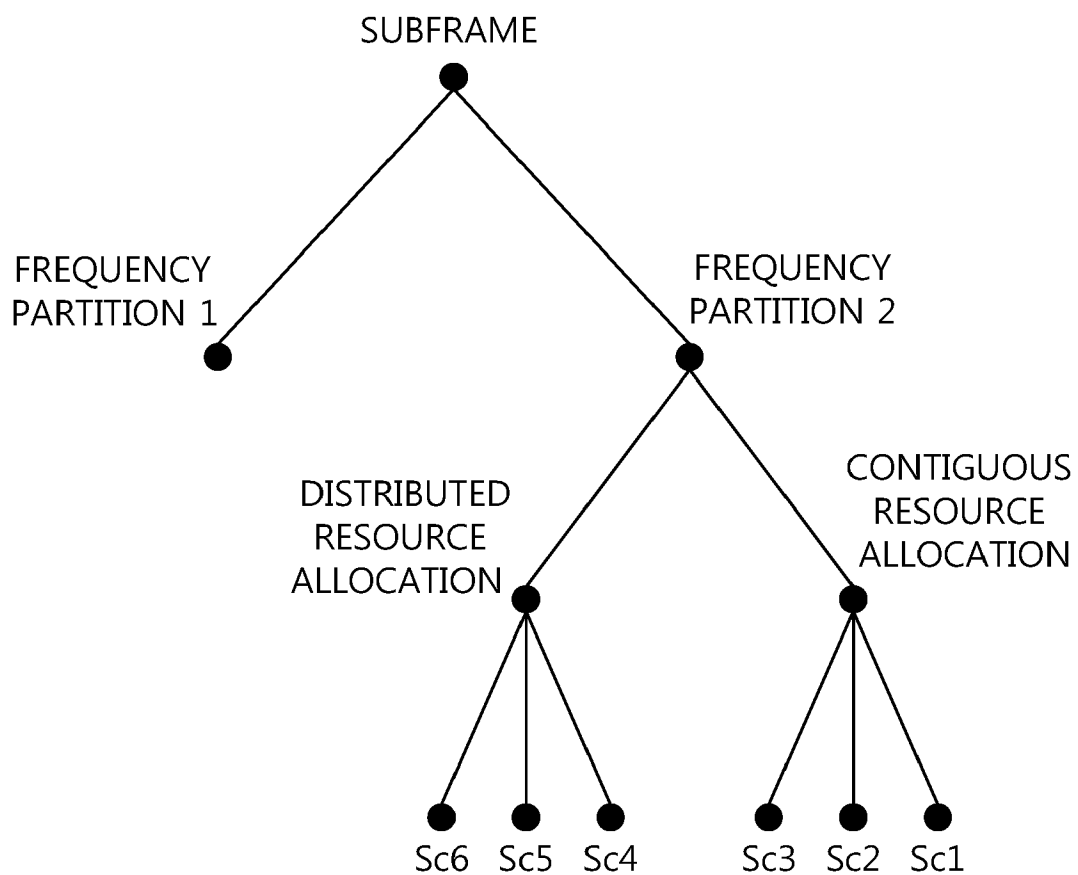 SUBFRAME
FREQUENCY
PARTITION 1
FREQUENCY
PARTITION 2
DISTRIBUTED
RESOURCE
ALLOCATION
CONTIGUOUS
RESOURCE
ALLOCATION
Sc6 Sc5 Sc4 Sc3 Sc2 Sc1